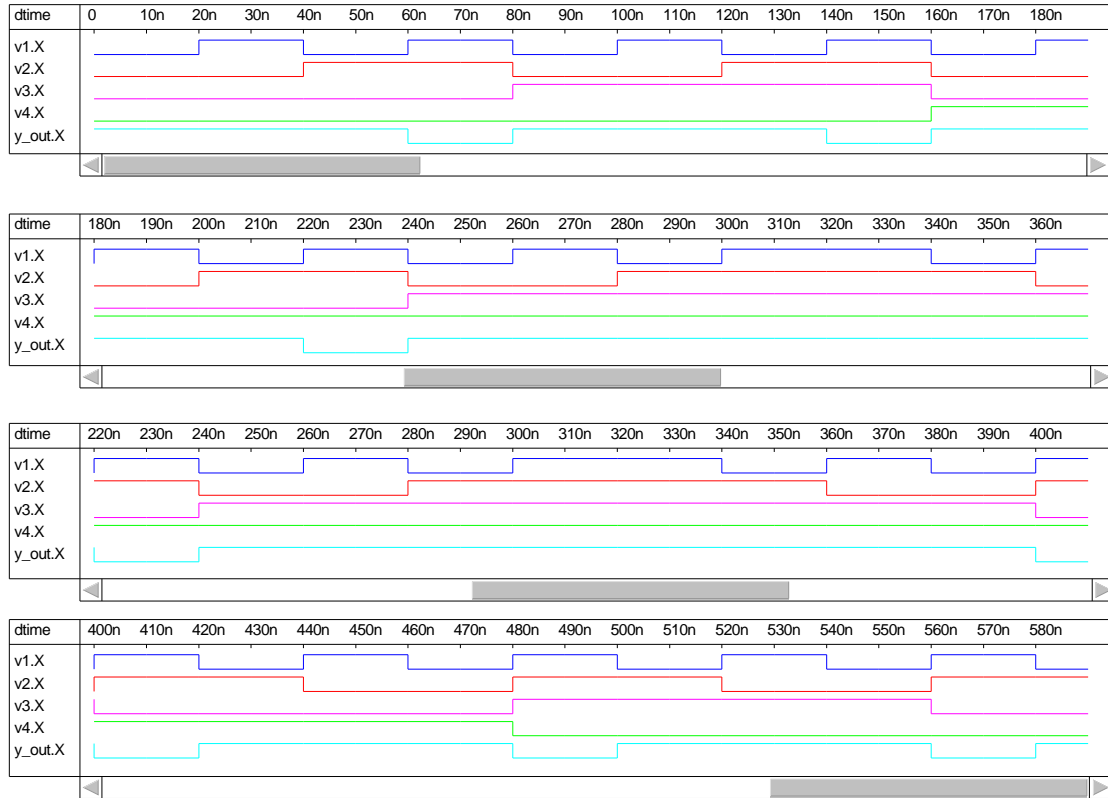 dtime 0 10n 20n 30n 40n 50n 60n 70n 80n 90n 100n 110n 120n 130n 140n 150n 160n 170n 180n
v1.X
v2.X
v3.X
v4.X
y_out.X
dtime 180n 190n 200n 210n 220n 230n 240n 250n 260n 270n 280n 290n 300n 310n 320n 330n 340n 350n 360n
v1.X
v2.X
v3.X
v4.X
y_out.X
dtime 220n 230n 240n 250n 260n 270n 280n 290n 300n 310n 320n 330n 340n 350n 360n 370n 380n 390n 400n
v1.X
v2.X
v3.X
v4.X
y_out.X
dtime 400n 410n 420n 430n 440n 450n 460n 470n 480n 490n 500n 510n 520n 530n 540n 550n 560n 570n 580n
v1.X
v2.X
v3.X
v4.X
y_out.X